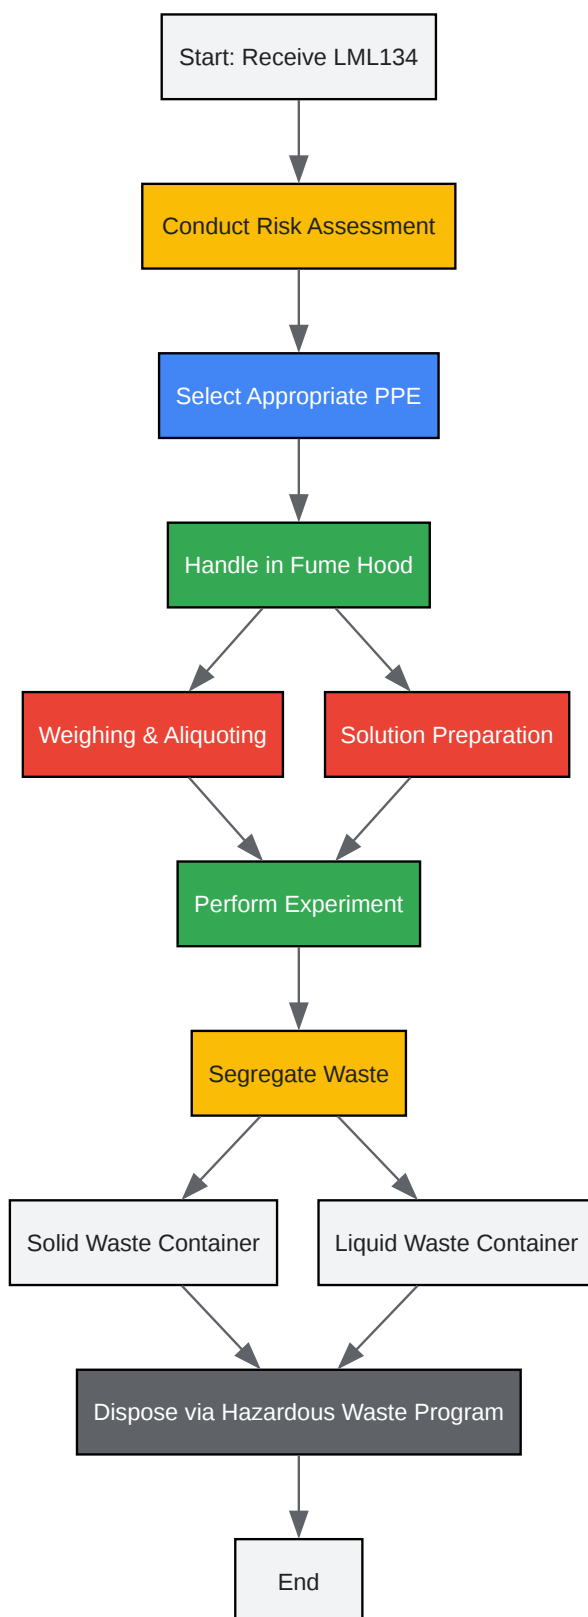 Start: Receive LML134
Conduct Risk Assessment
Select Appropriate PPE
Handle in Fume Hood
Weighing & Aliquoting
Solution Preparation
Perform Experiment
Segregate Waste
Solid Waste Container
Liquid Waste Container
Dispose via Hazardous Waste Program
End